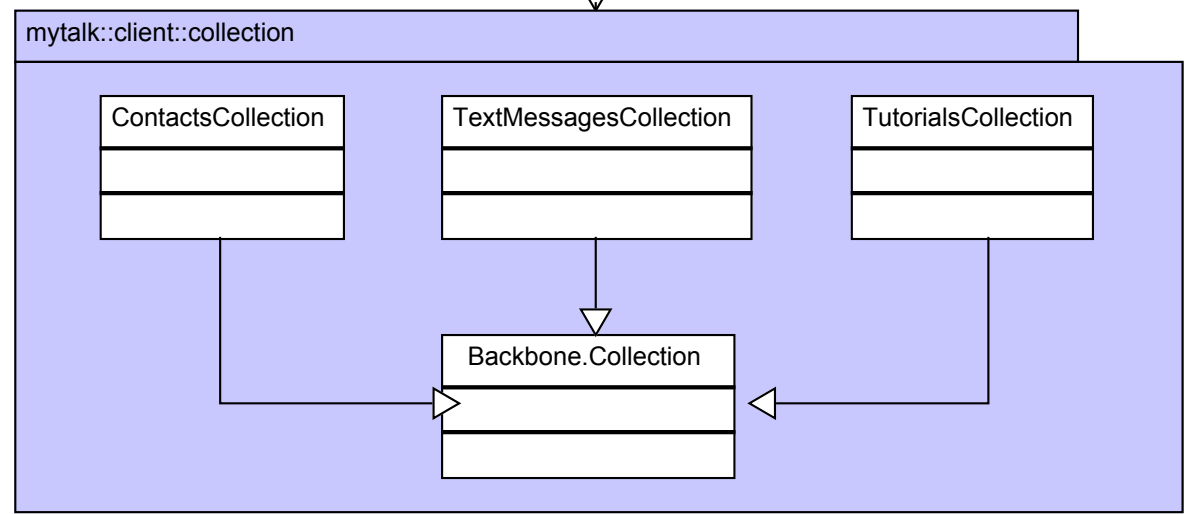 mytalk::client::collection
ContactsCollection
TextMessagesCollection
TutorialsCollection
Backbone.Collection